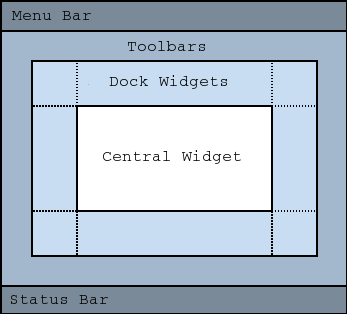 Menu Bar
Toolbars
Dock Widgets
Central Widget
Status Bar